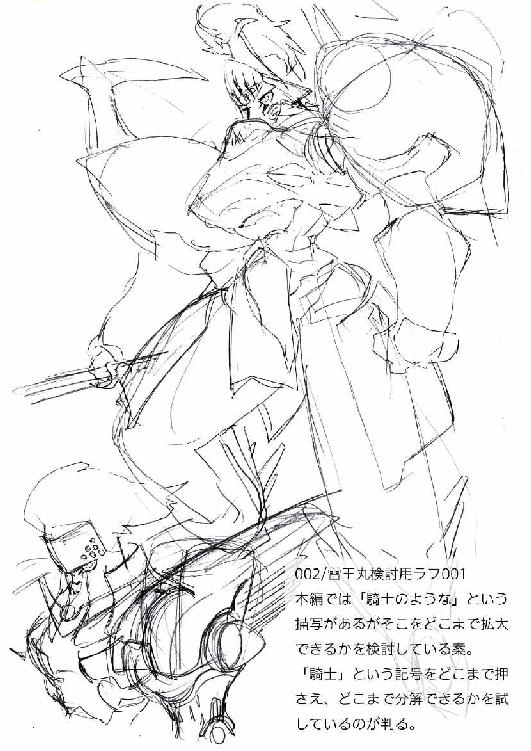 002/雷王丸検討用ラフ001
本編では「騎士のような」という
描写があるがそこをどこまで拡大
できるかを検討している案。
「騎士」という記号をどこまで押
さえ、どこまで分解できるかを試
しているのが判る。